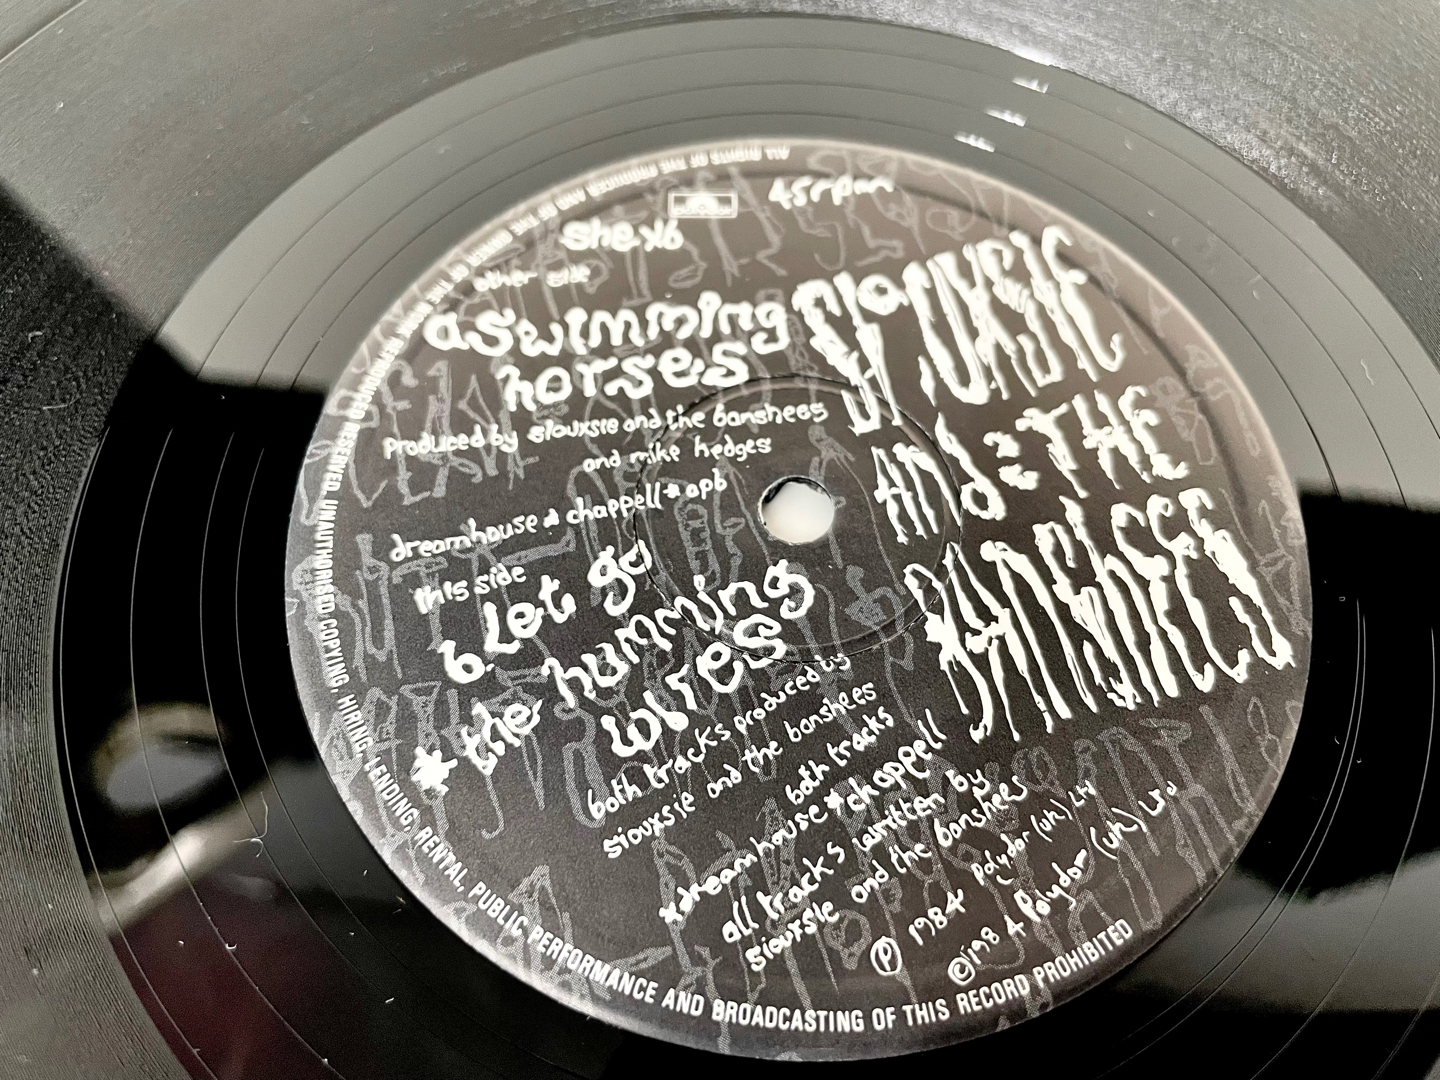 45rpm
polydor
shex6
other side
a swimming
horses
produced by siouxsie and the banshees
and mike hedges
dreamhouse * chappell * opb
this side
b. Let go
* the humming
wires
both tracks produced by
siouxsie and the banshees
both tracks
*dreamhouse * chappell
all tracks written by
siouxsie and the banshees
Ⓟ 1984 Polydor (uk) Ltd
©1984 Polydor (uk) Ltd
SIOUXSIE
AND THE
BANSHEES
ALL RIGHTS OF THE PRODUCER AND OF THE OWNER OF THE WORK REPRODUCED RESERVED. UNAUTHORISED COPYING, HIRING, LENDING, RENTAL, PUBLIC PERFORMANCE AND BROADCASTING OF THIS RECORD PROHIBITED